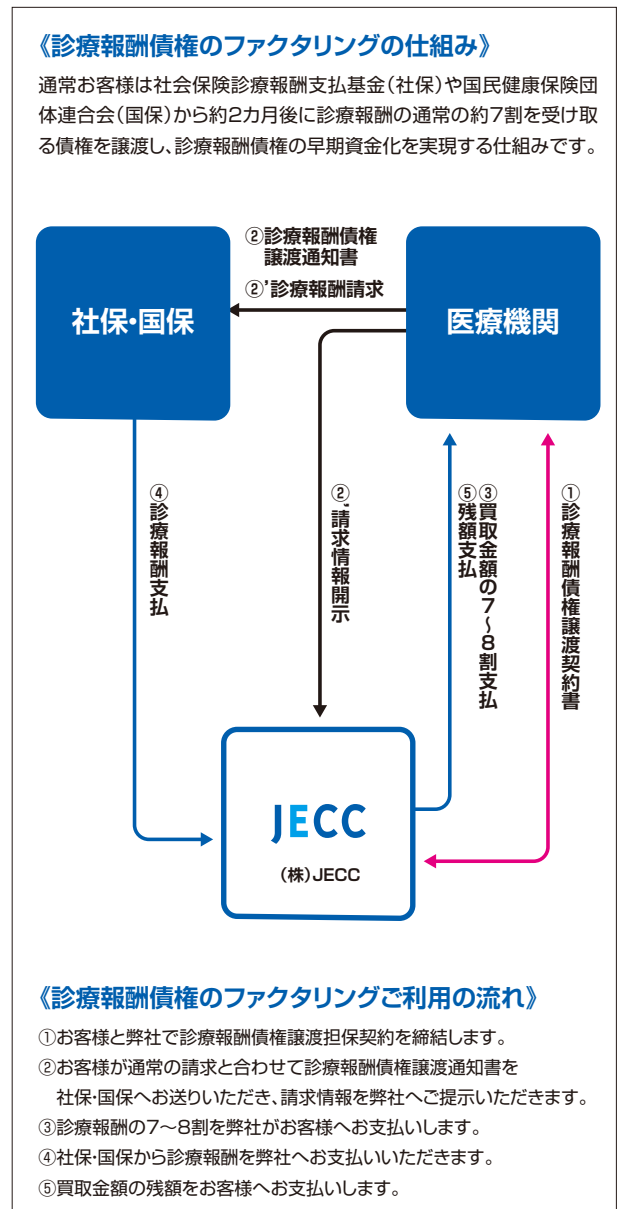 《診療報酬債権のファクタリングの仕組み》
通常お客様は社会保険診療報酬支払基金(社保)や国民健康保険団
体連合会(国保)から約2カ月後に診療報酬の通常の約7割を受け取
る債権を譲渡し、診療報酬債権の早期資金化を実現する仕組みです。
②診療報酬債権
譲渡通知書
②'診療報酬請求
社保・国保
医療機関
④診療報酬支払
②"請求情報開示
③買取金額の7～8割支払
⑤残額支払
①診療報酬債権譲渡契約書
JECC
(株)JECC
《診療報酬債権のファクタリングご利用の流れ》
①お客様と弊社で診療報酬債権譲渡担保契約を締結します。
②お客様が通常の請求と合わせて診療報酬債権譲渡通知書を
社保・国保へお送りいただき、請求情報を弊社へご提示いただきます。
③診療報酬の7～8割を弊社がお客様へお支払いします。
④社保・国保から診療報酬を弊社へお支払いいただきます。
⑤買取金額の残額をお客様へお支払いします。